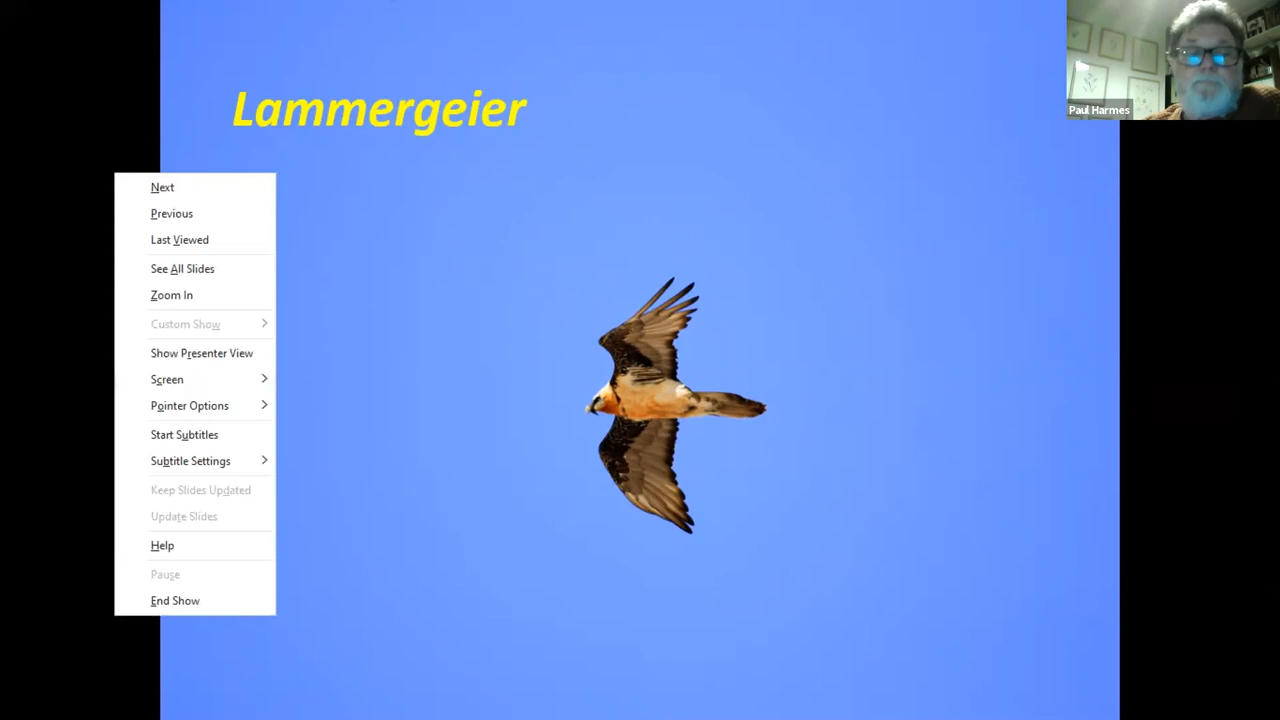 Lammergeier
Paul Harmes
Next
Previous
Last Viewed
See All Slides
Zoom In
Custom Show
Show Presenter View
Screen
Pointer Options
Start Subtitles
Subtitle Settings
Keep Slides Updated
Update Slides
Help
Pause
End Show